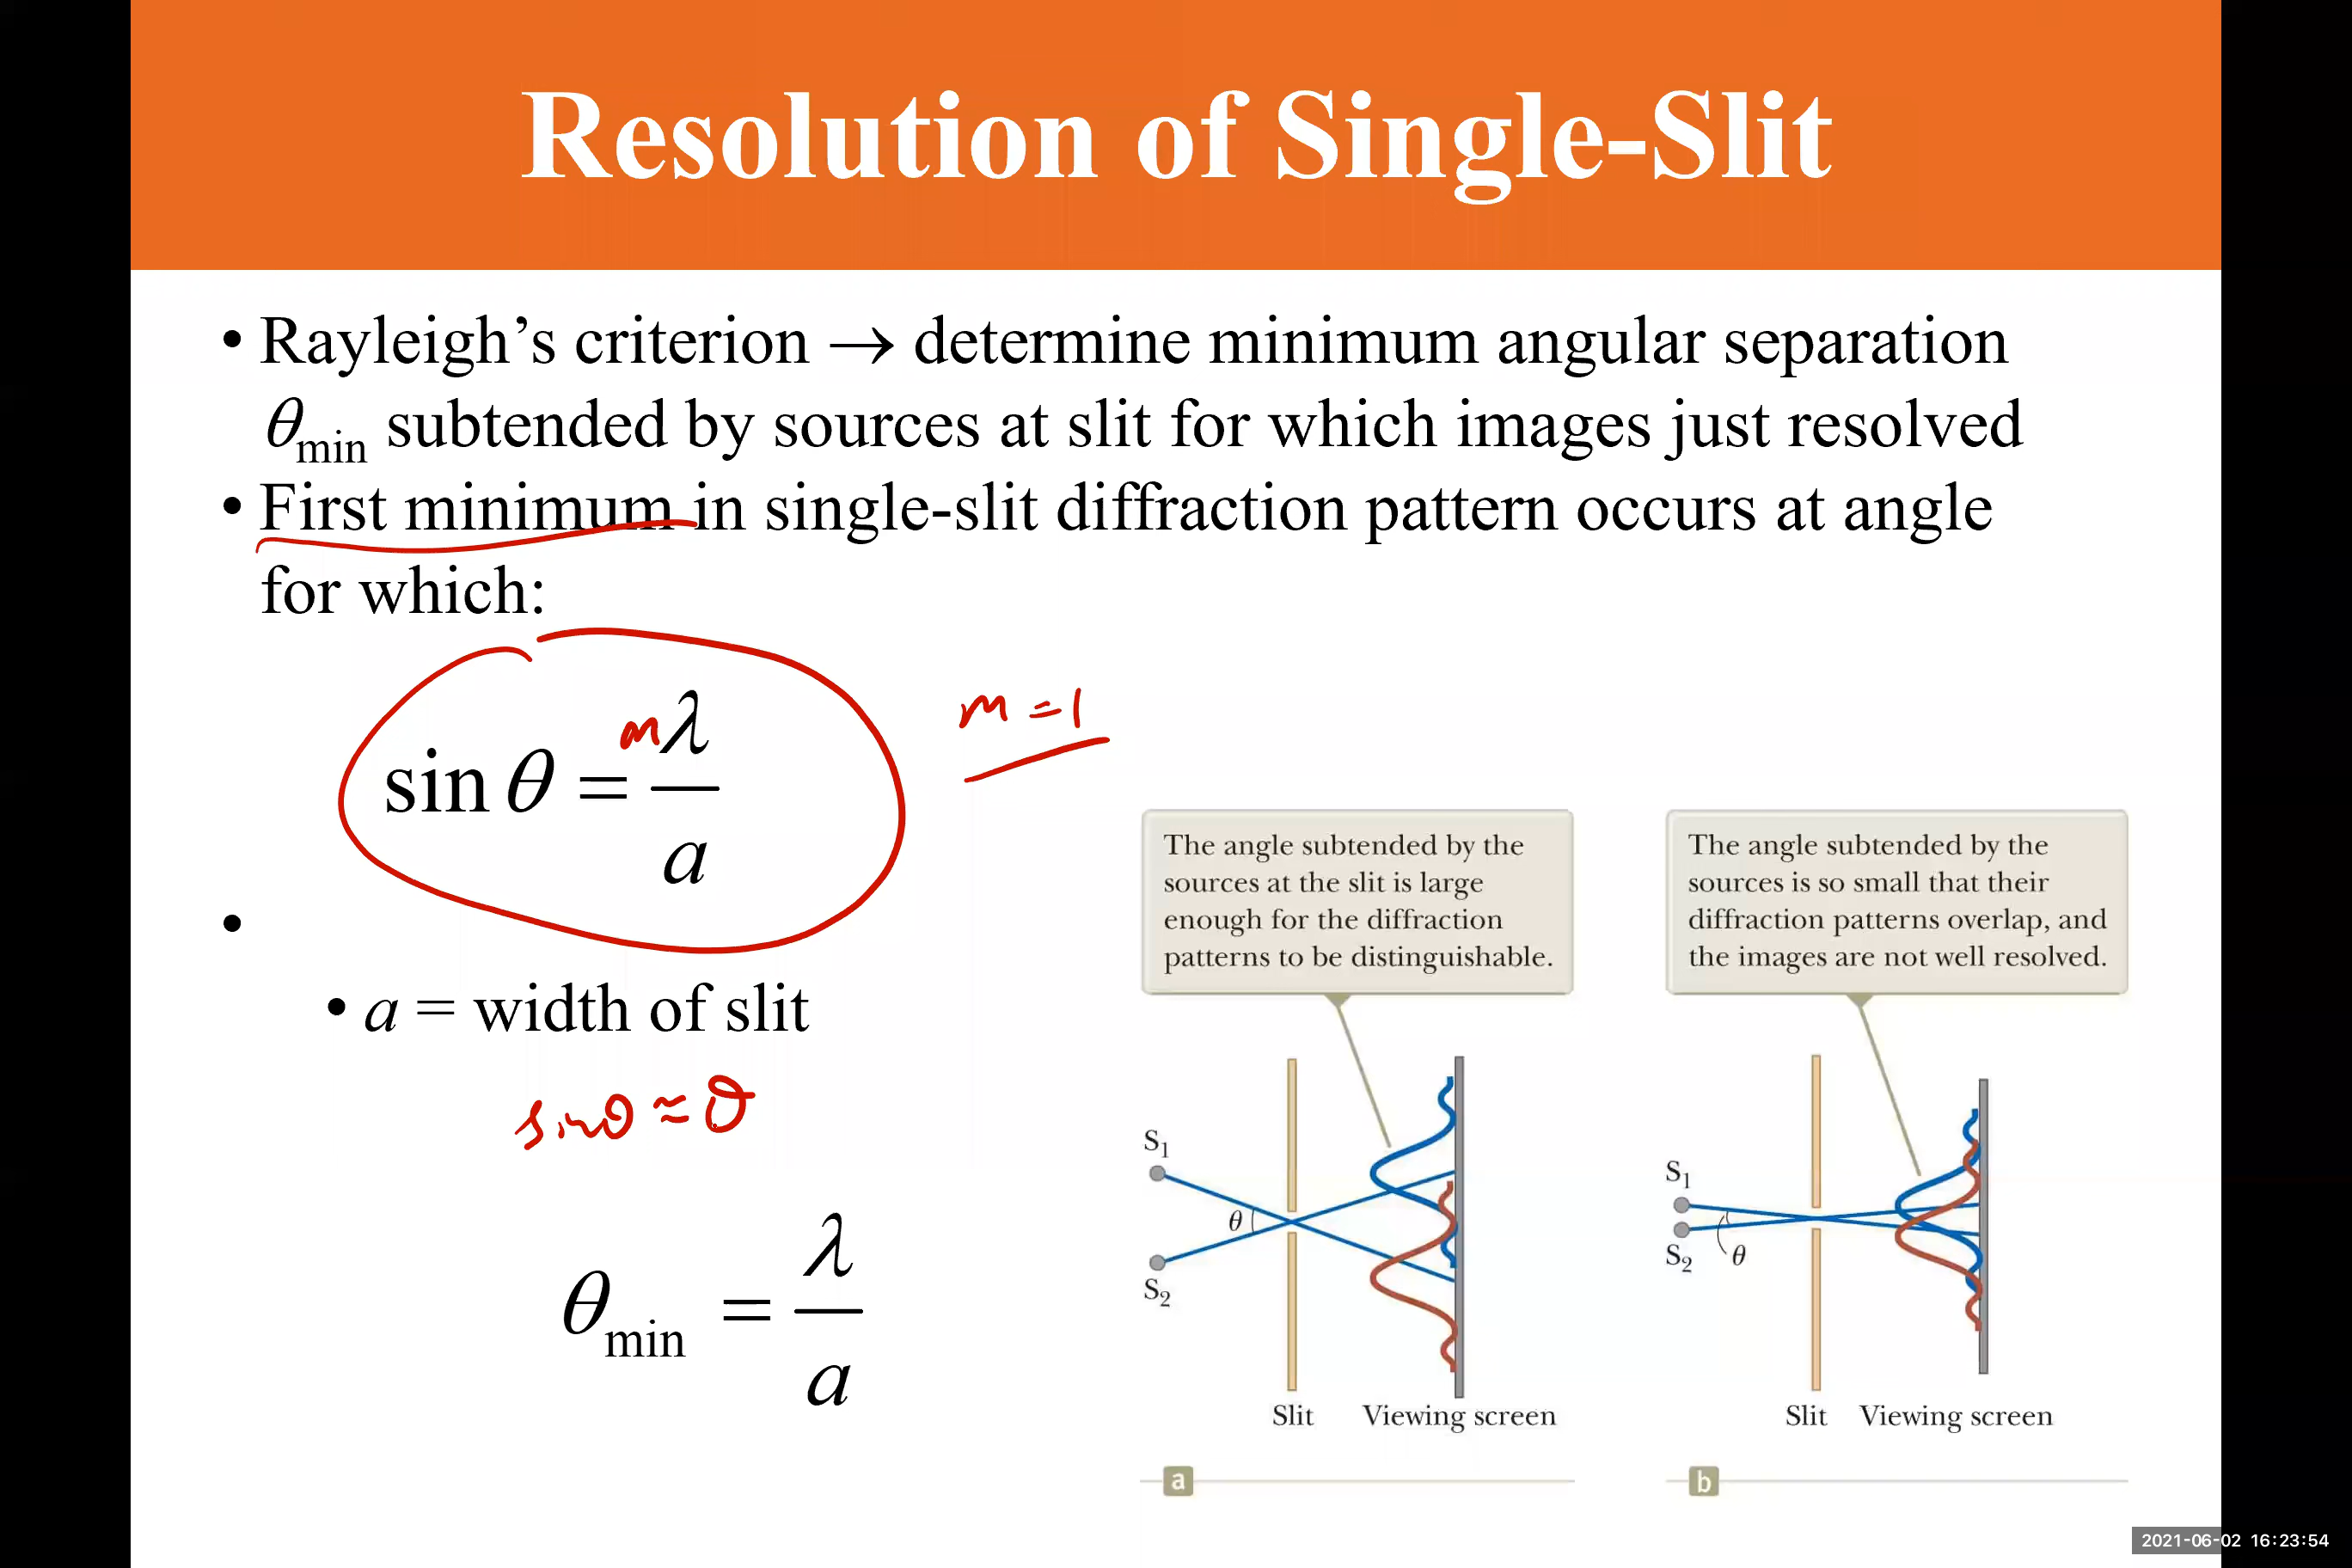 Resolution of Single-Slit
• Rayleigh’s criterion → determine minimum angular separation
θmin subtended by sources at slit for which images just resolved
• First minimum in single-slit diffraction pattern occurs at angle
for which:
sin θ = mλ/a
m = 1
•
• a = width of slit
sinθ ≈ θ
θmin = λ/a
The angle subtended by the
sources at the slit is large
enough for the diffraction
patterns to be distinguishable.
S1
θ
S2
Slit Viewing screen
a
The angle subtended by the
sources is so small that their
diffraction patterns overlap, and
the images are not well resolved.
S1
S2
θ
Slit Viewing screen
b
2021-06-02 16:23:54